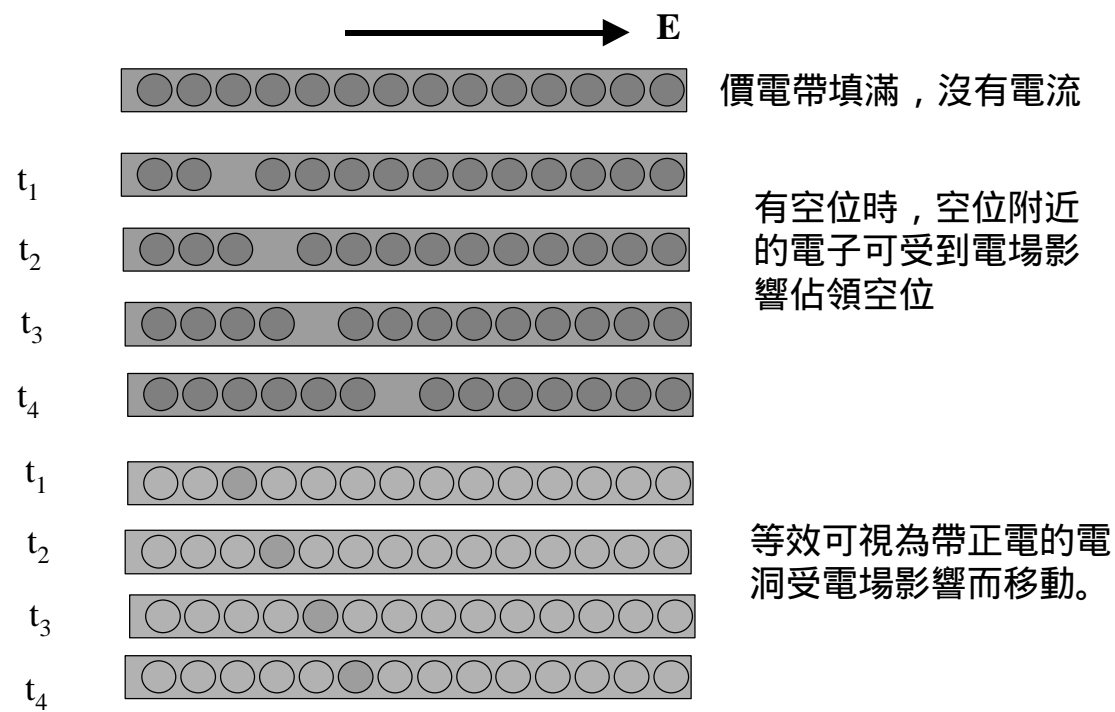 E
價電帶填滿，沒有電流
t₁
有空位時，空位附近
t₂
的電子可受到電場影
響佔領空位
t₃
t₄
t₁
t₂
等效可視為帶正電的電
洞受電場影響而移動。
t₃
t₄